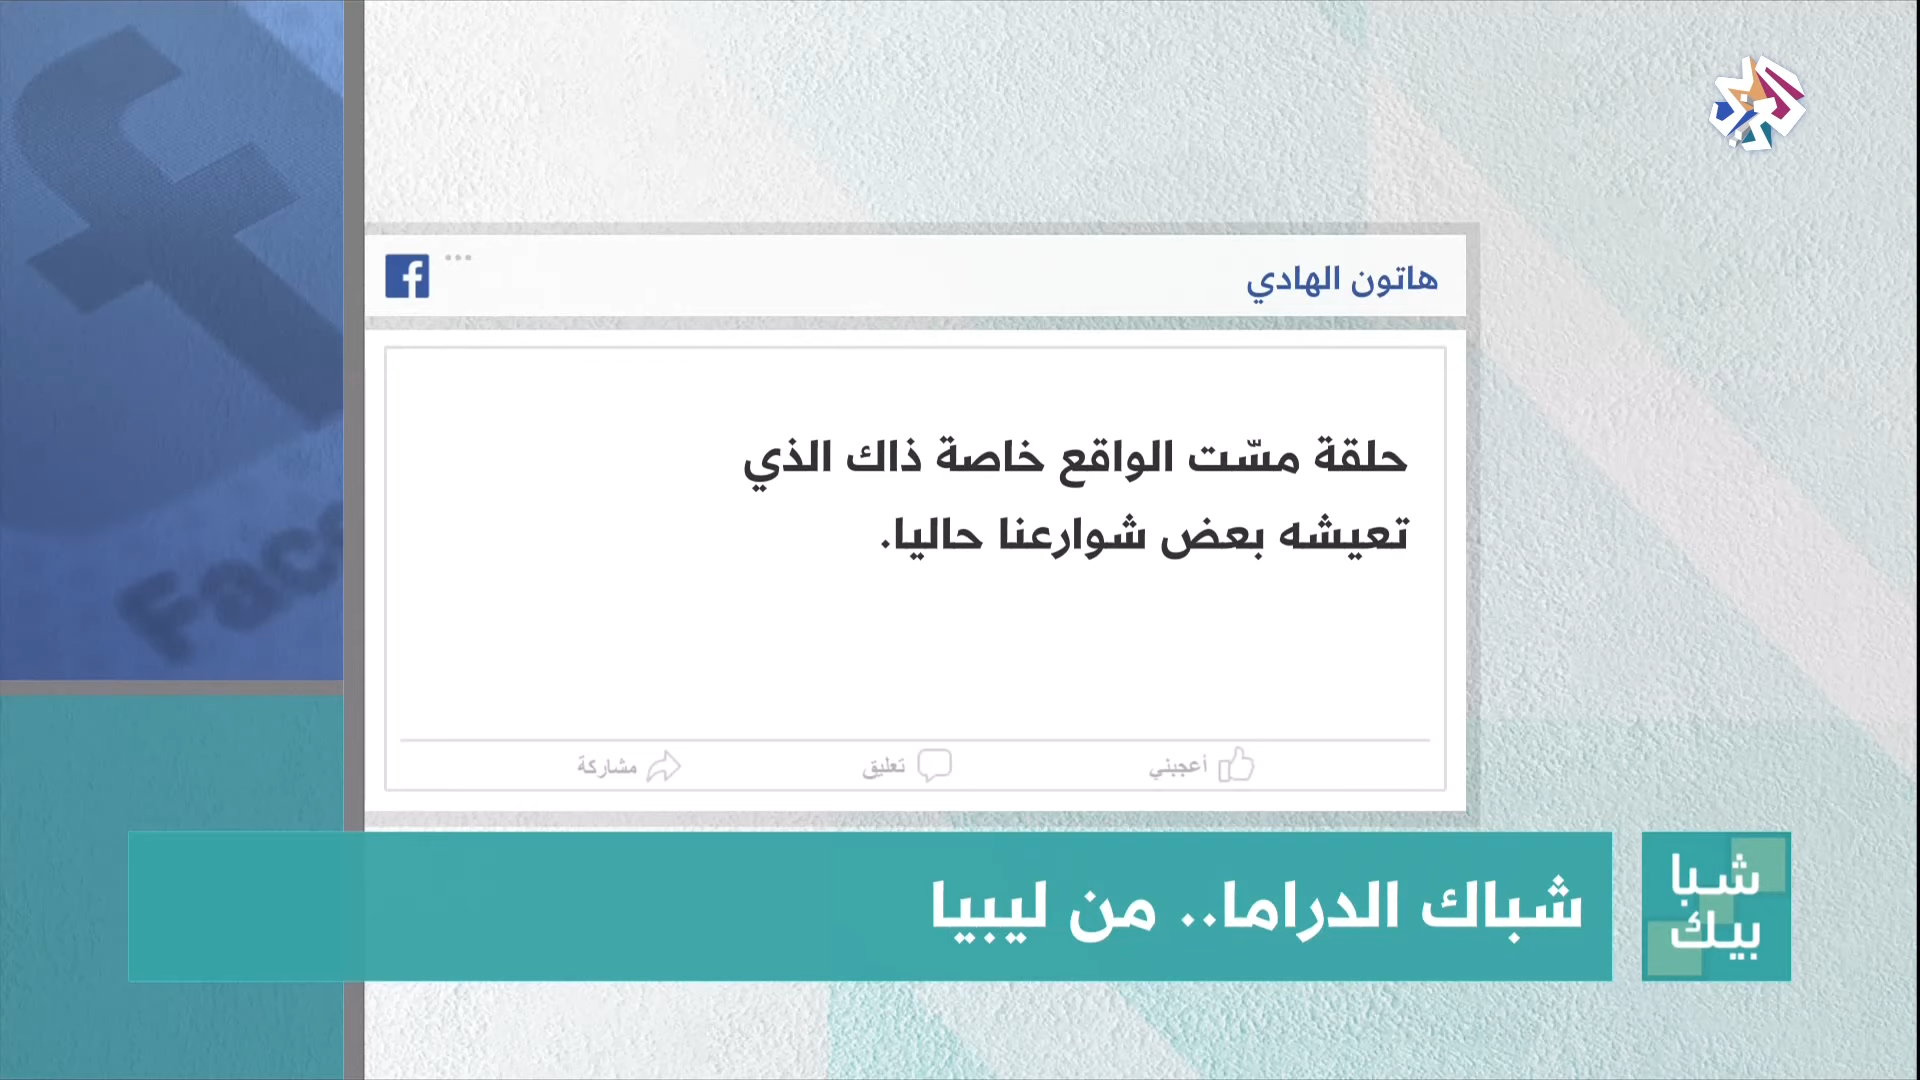 العربي
هاتون الهادي
حلقة مسّت الواقع خاصة ذاك الذي
تعيشه بعض شوارعنا حاليا.
أعجبني
تعليق
مشاركة
شباك الدراما.. من ليبيا
شبا
بيك